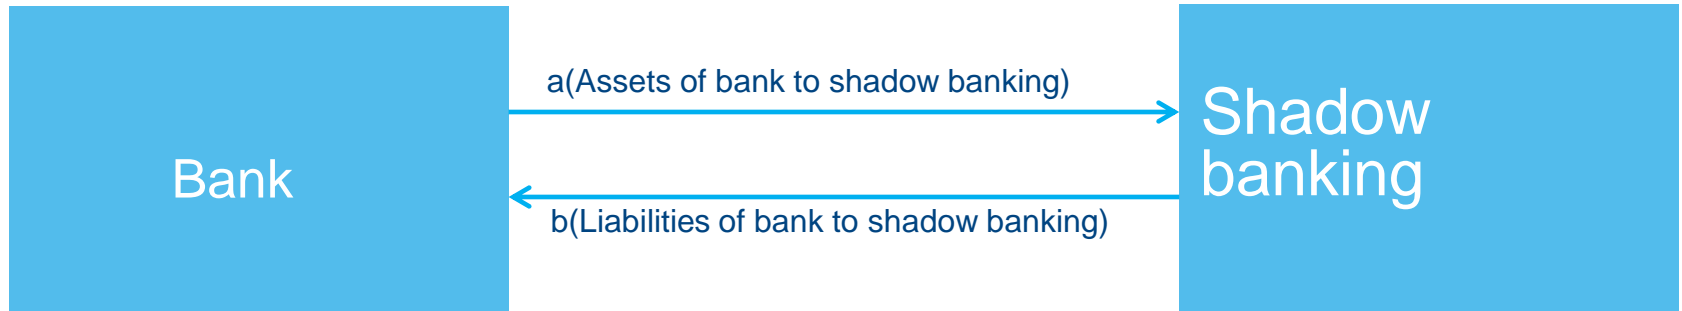 a(Assets of bank to shadow banking)
Bank
Shadow
banking
b(Liabilities of bank to shadow banking)